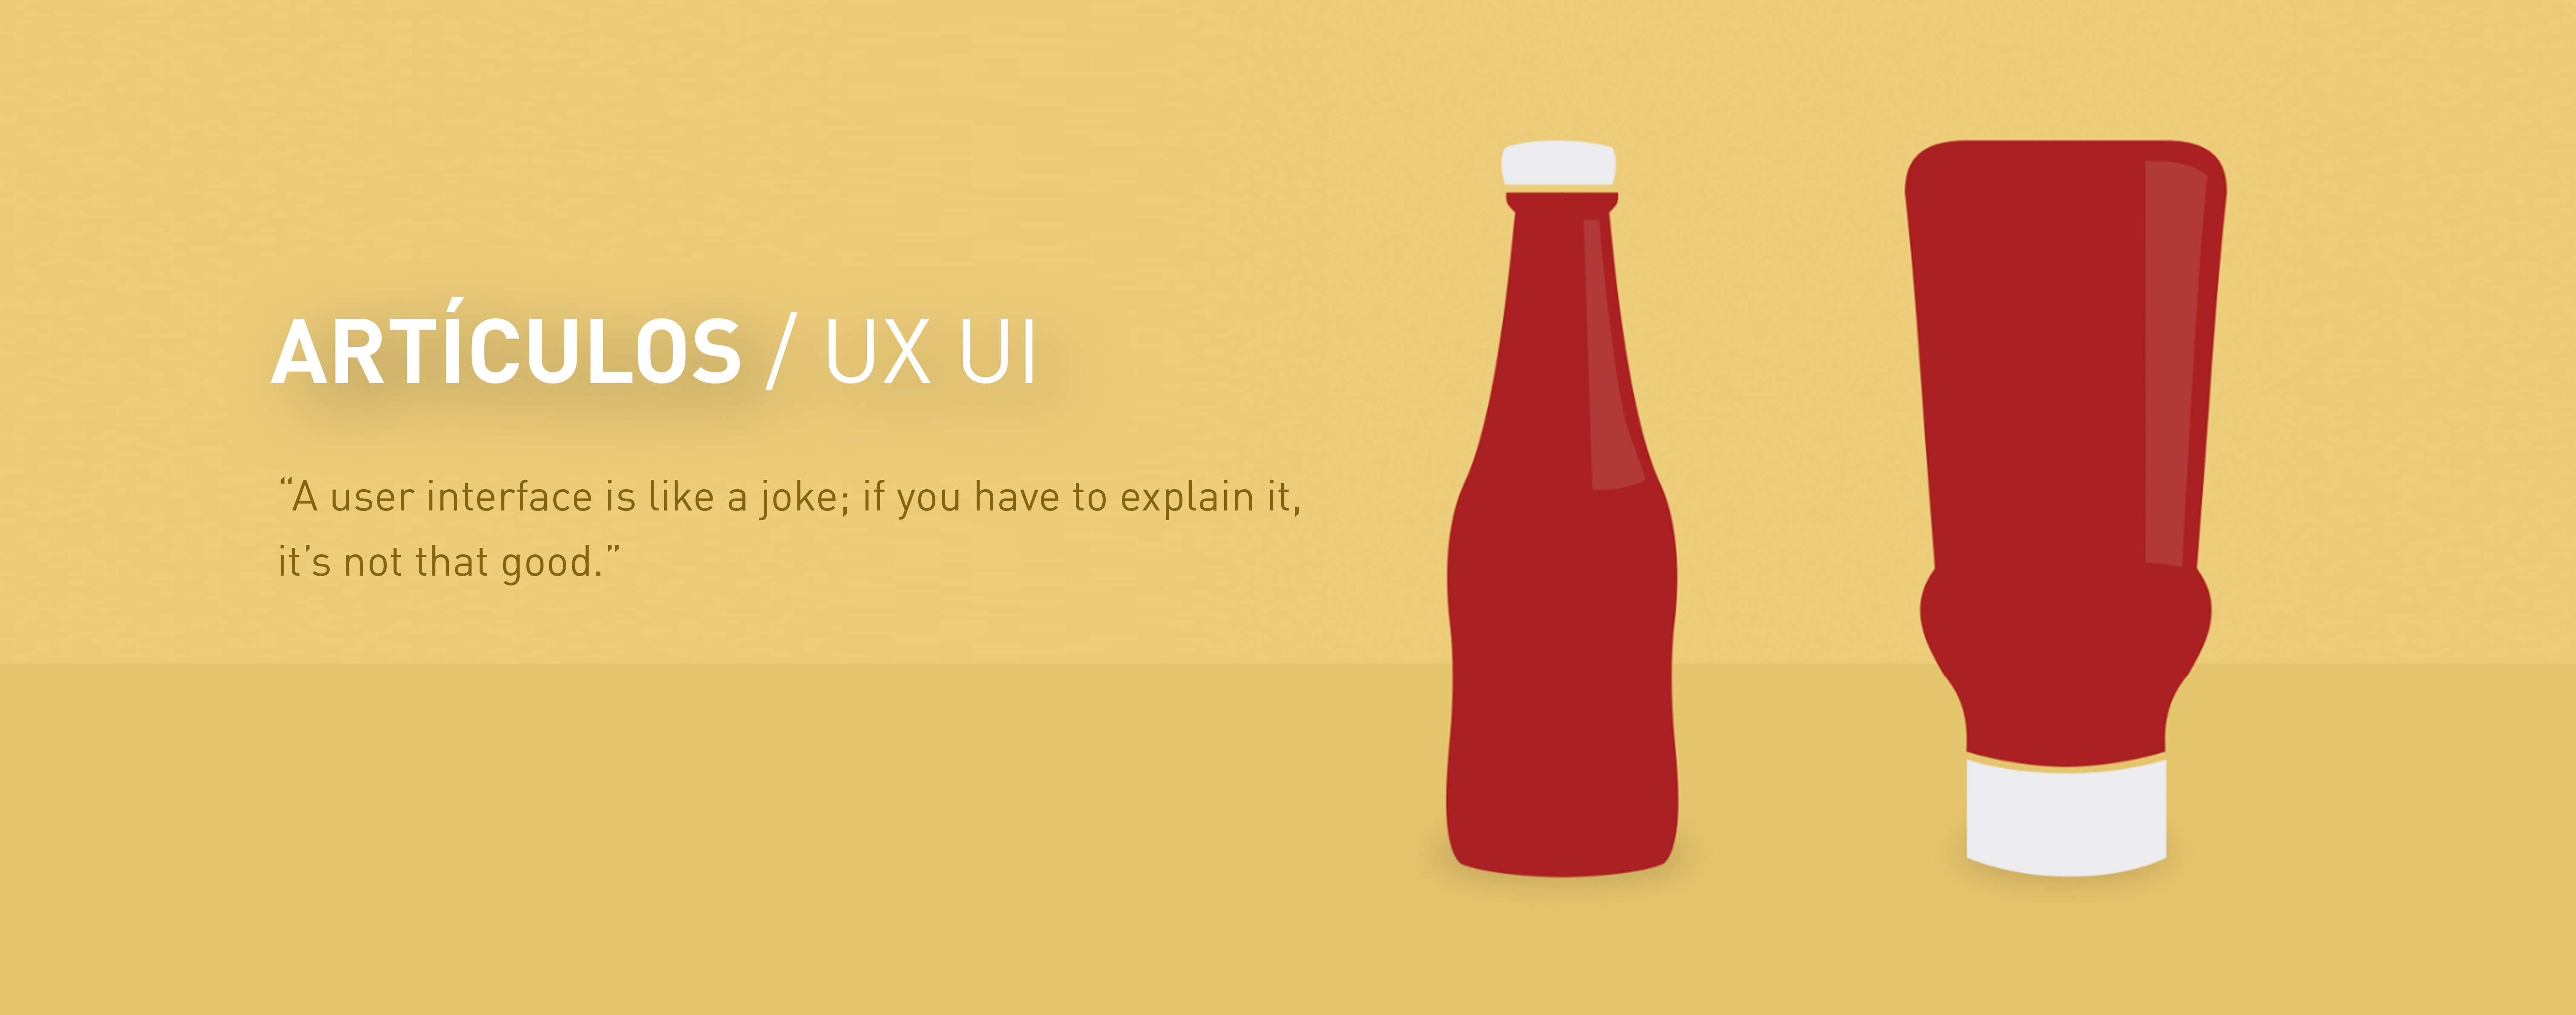 ARTÍCULOS / UX UI
“A user interface is like a joke; if you have to explain it,
it’s not that good.”